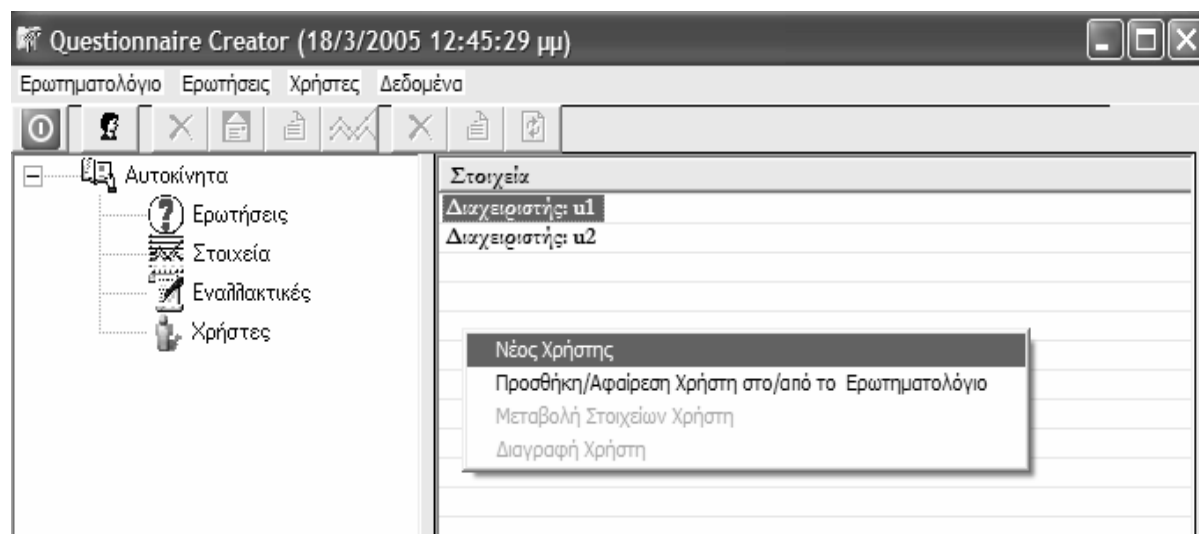 Questionnaire Creator (18/3/2005 12:45:29 μμ)
Ερωτηματολόγιο Ερωτήσεις Χρήστες Δεδομένα
Αυτοκίνητα
Ερωτήσεις
Στοιχεία
Εναλλακτικές
Χρήστες
Στοιχεία
Διαχειριστής: u1
Διαχειριστής: u2
Νέος Χρήστης
Προσθήκη/Αφαίρεση Χρήστη στο/από το Ερωτηματολόγιο
Μεταβολή Στοιχείων Χρήστη
Διαγραφή Χρήστη